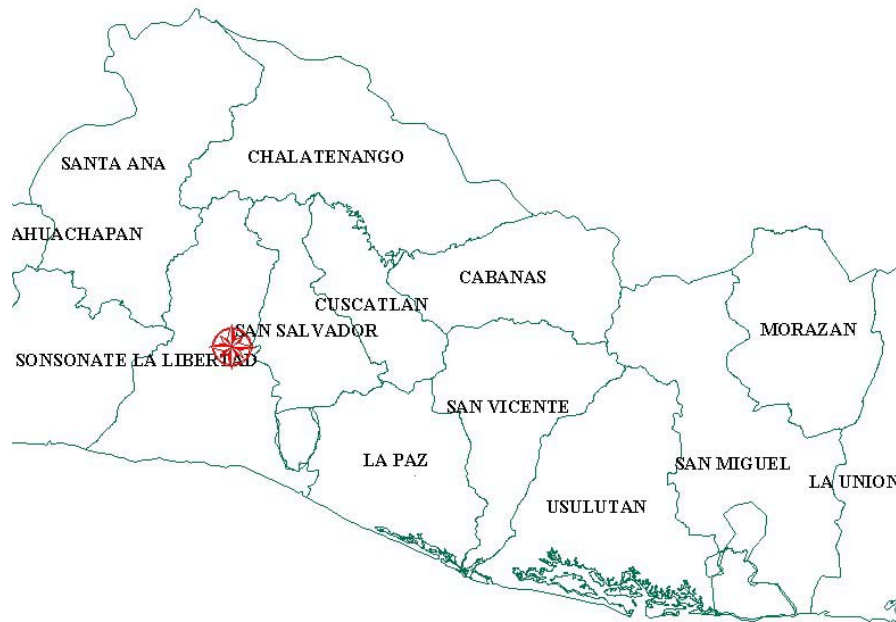 CHALATENANGO
SANTA ANA
AHUACHAPAN
CABANAS
CUSCATLAN
SAN SALVADOR
MORAZAN
SONSONATE LA LIBERTAD
SAN VICENTE
LA PAZ
SAN MIGUEL
LA UNION
USULUTAN